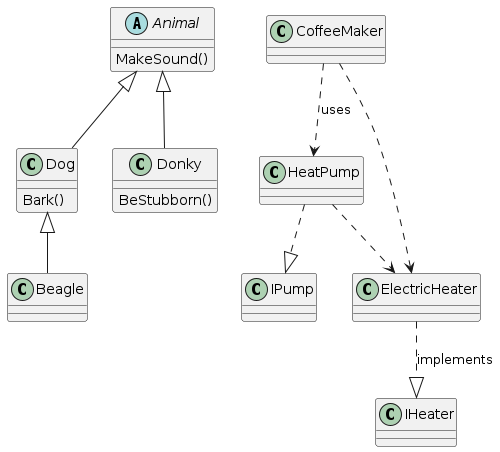 A Animal
MakeSound()
C CoffeeMaker
uses
C Dog
Bark()
C Donky
BeStubborn()
C HeatPump
C Beagle
C IPump
C ElectricHeater
implements
C IHeater